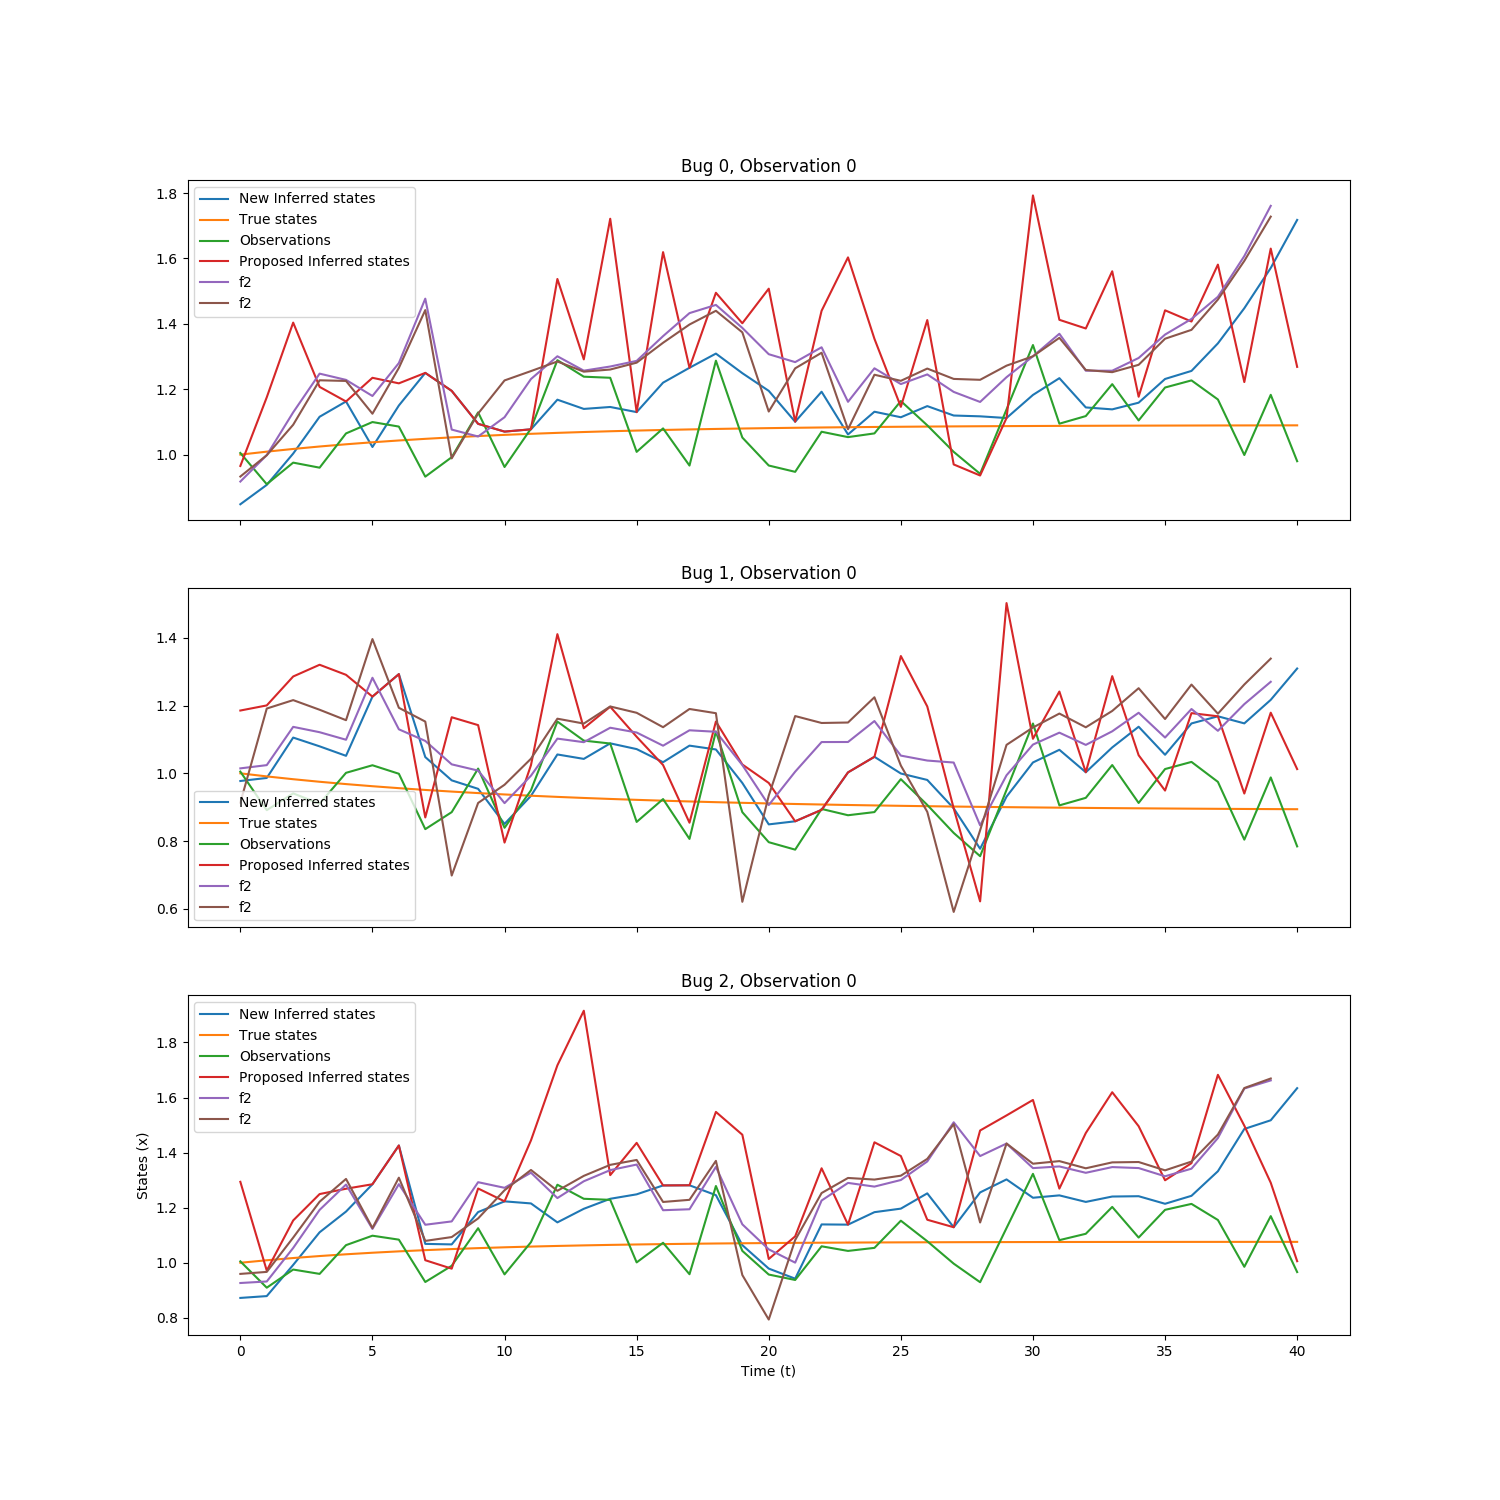 Bug 0, Observation 0
1.8
1.6
1.4
1.2
1.0
New Inferred states
True states
Observations
Proposed Inferred states
f2
f2
Bug 1, Observation 0
1.4
1.2
1.0
0.8
0.6
New Inferred states
True states
Observations
Proposed Inferred states
f2
f2
Bug 2, Observation 0
States (x)
1.8
1.6
1.4
1.2
1.0
0.8
New Inferred states
True states
Observations
Proposed Inferred states
f2
f2
0 5 10 15 20 25 30 35 40
Time (t)